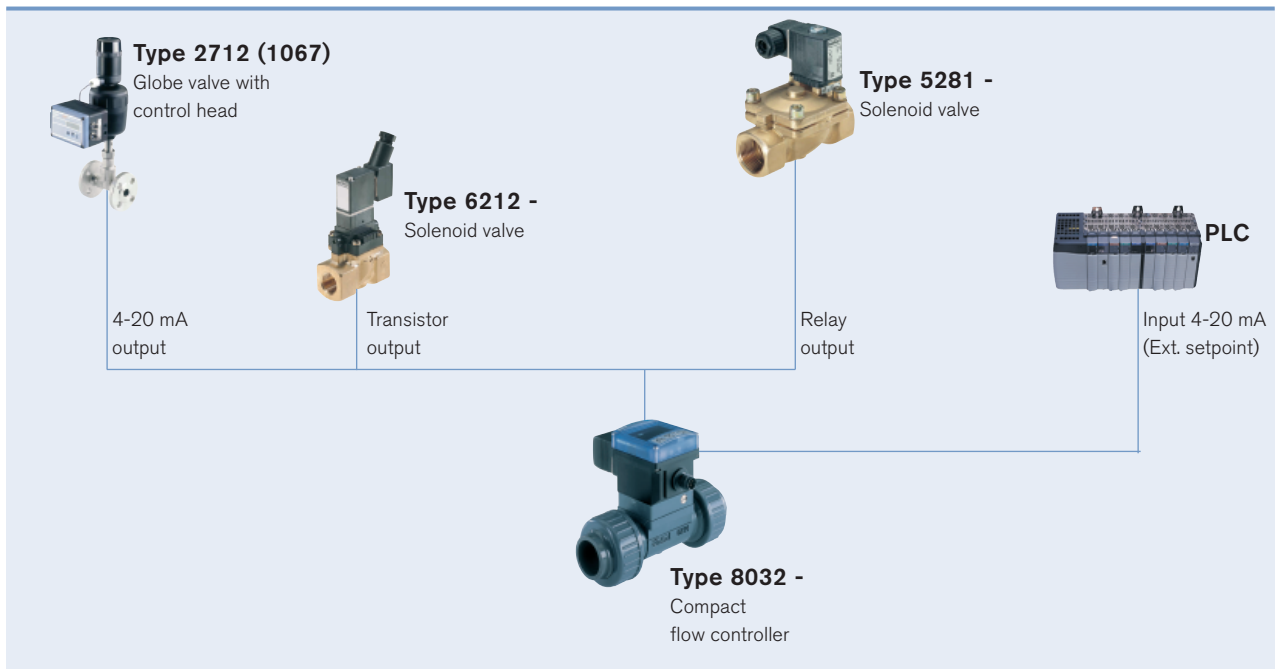 Type 2712 (1067)
Globe valve with
control head
Type 5281 -
Solenoid valve
Type 6212 -
Solenoid valve
PLC
4-20 mA
output
Transistor
output
Relay
output
Input 4-20 mA
(Ext. setpoint)
Type 8032 -
Compact
flow controller